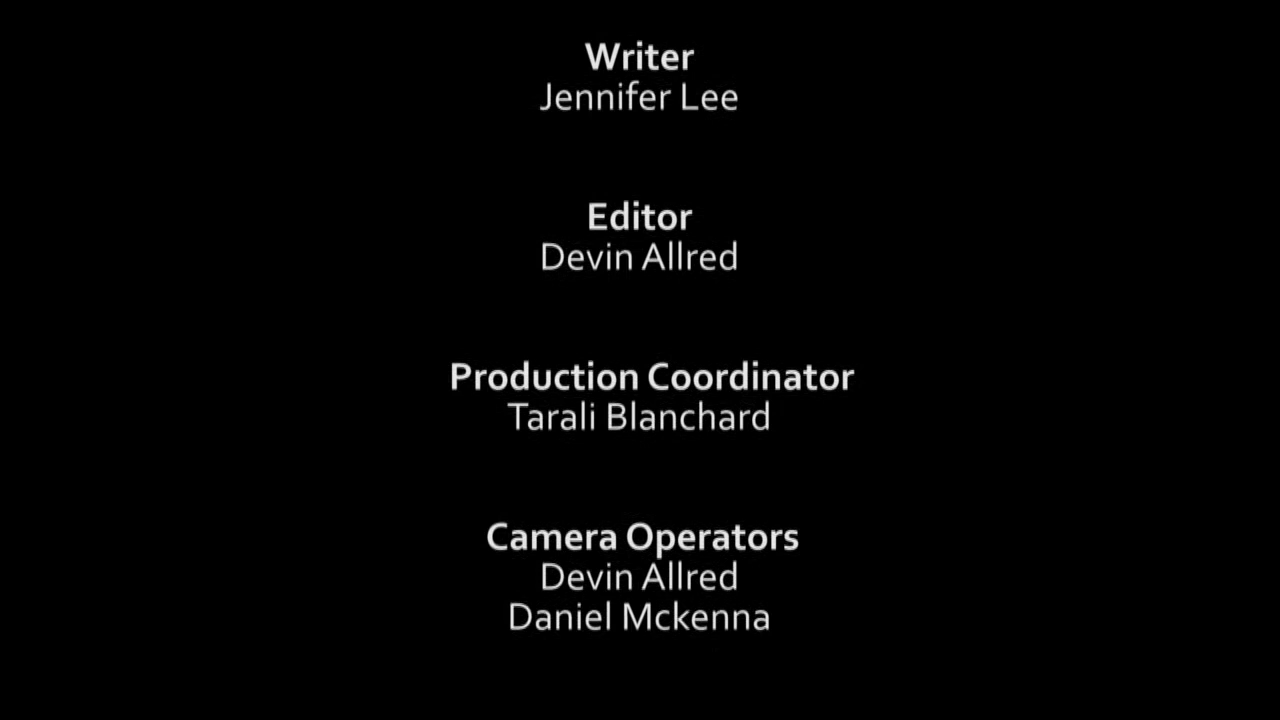 Writer
Jennifer Lee
Editor
Devin Allred
Production Coordinator
Tarali Blanchard
Camera Operators
Devin Allred
Daniel Mckenna